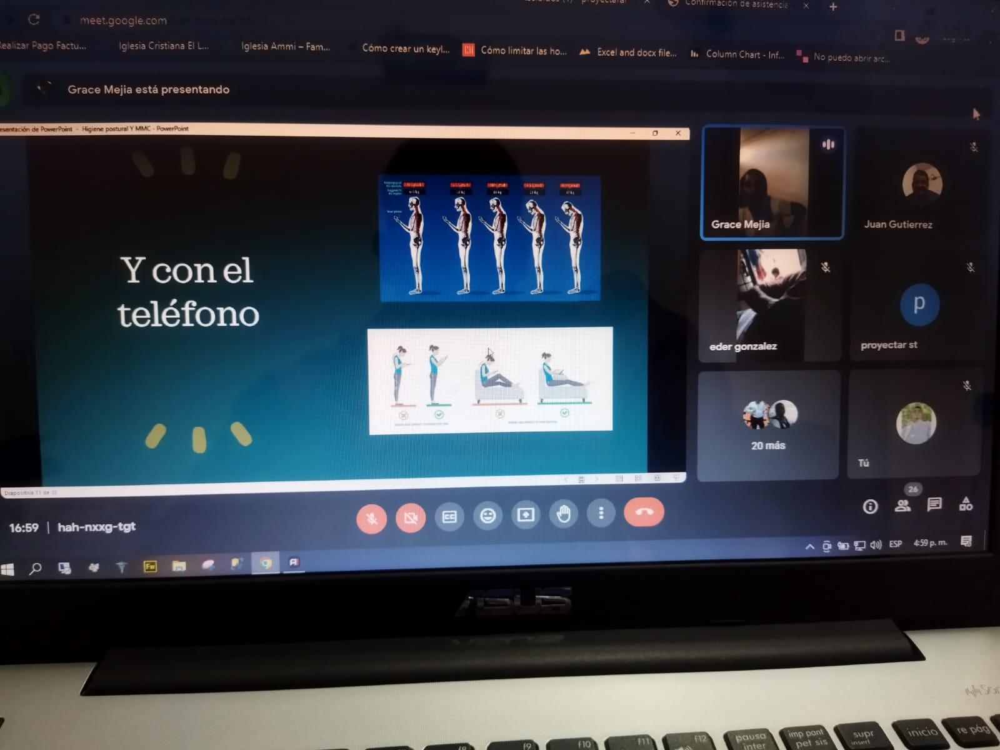 Confirmación de asistencia
meet.google.com
Realizar Pago Factu...
Iglesia Cristiana El L...
Iglesia Ammi – Fam...
Cómo crear un keyl...
Cómo limitar las ho...
Excel and docx file...
Column Chart - Inf...
No puedo abrir arc...
Grace Mejia está presentando
esentación de PowerPoint - Higiene postural Y MMC - PowerPoint
Y con el
teléfono
Grace Mejia
Juan Gutierrez
eder gonzalez
p
proyectar st
20 más
Tú
Diapositiva 11 de
26
16:59 | hah-nxxg-tgt
CC
Fw
ESP
4:59 p. m.
ASUS
f9
f10
f11
f12
pausa
inter
imp pant
pet sis
supr
insert
inicio
re pág